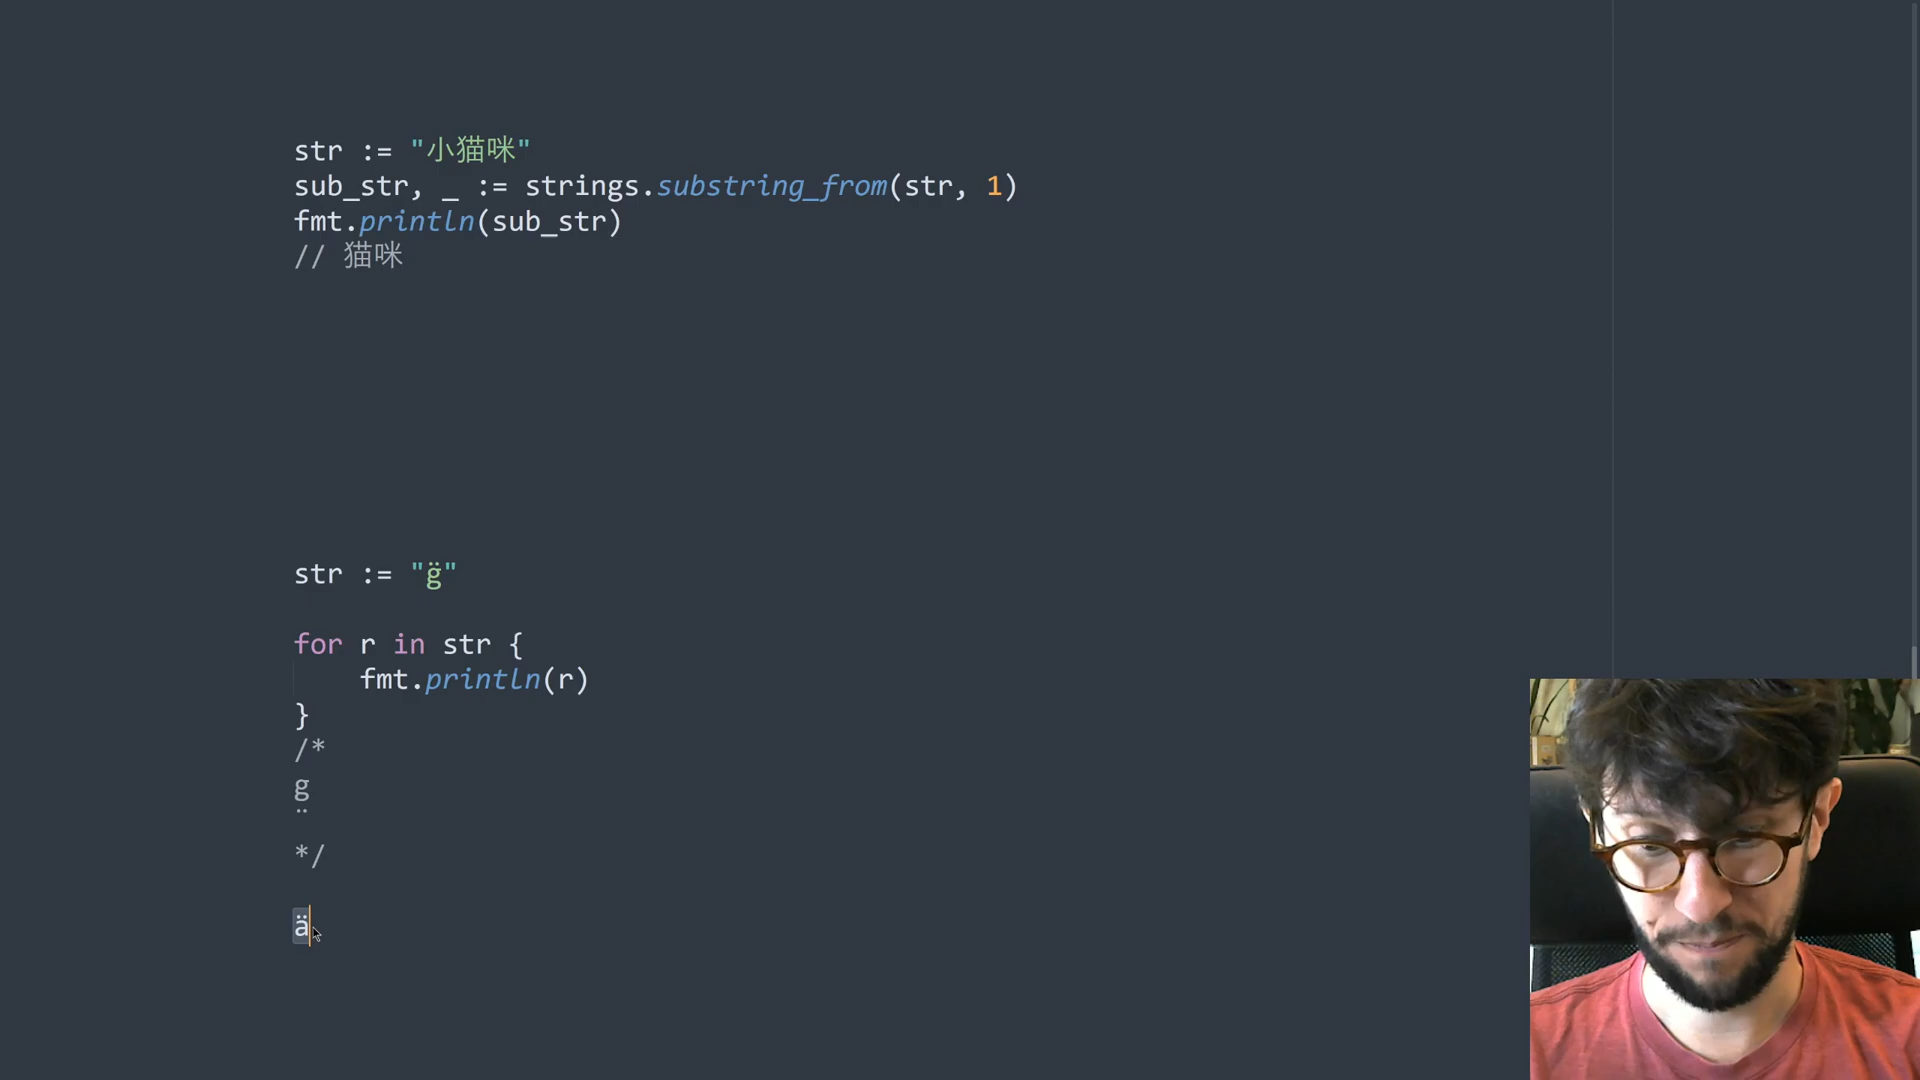 str := "小猫咪"
sub_str, _ := strings.substring_from(str, 1)
fmt.println(sub_str)
// 猫咪
str := "g̈"
for r in str {
    fmt.println(r)
}
/*
g
¨
*/
ä